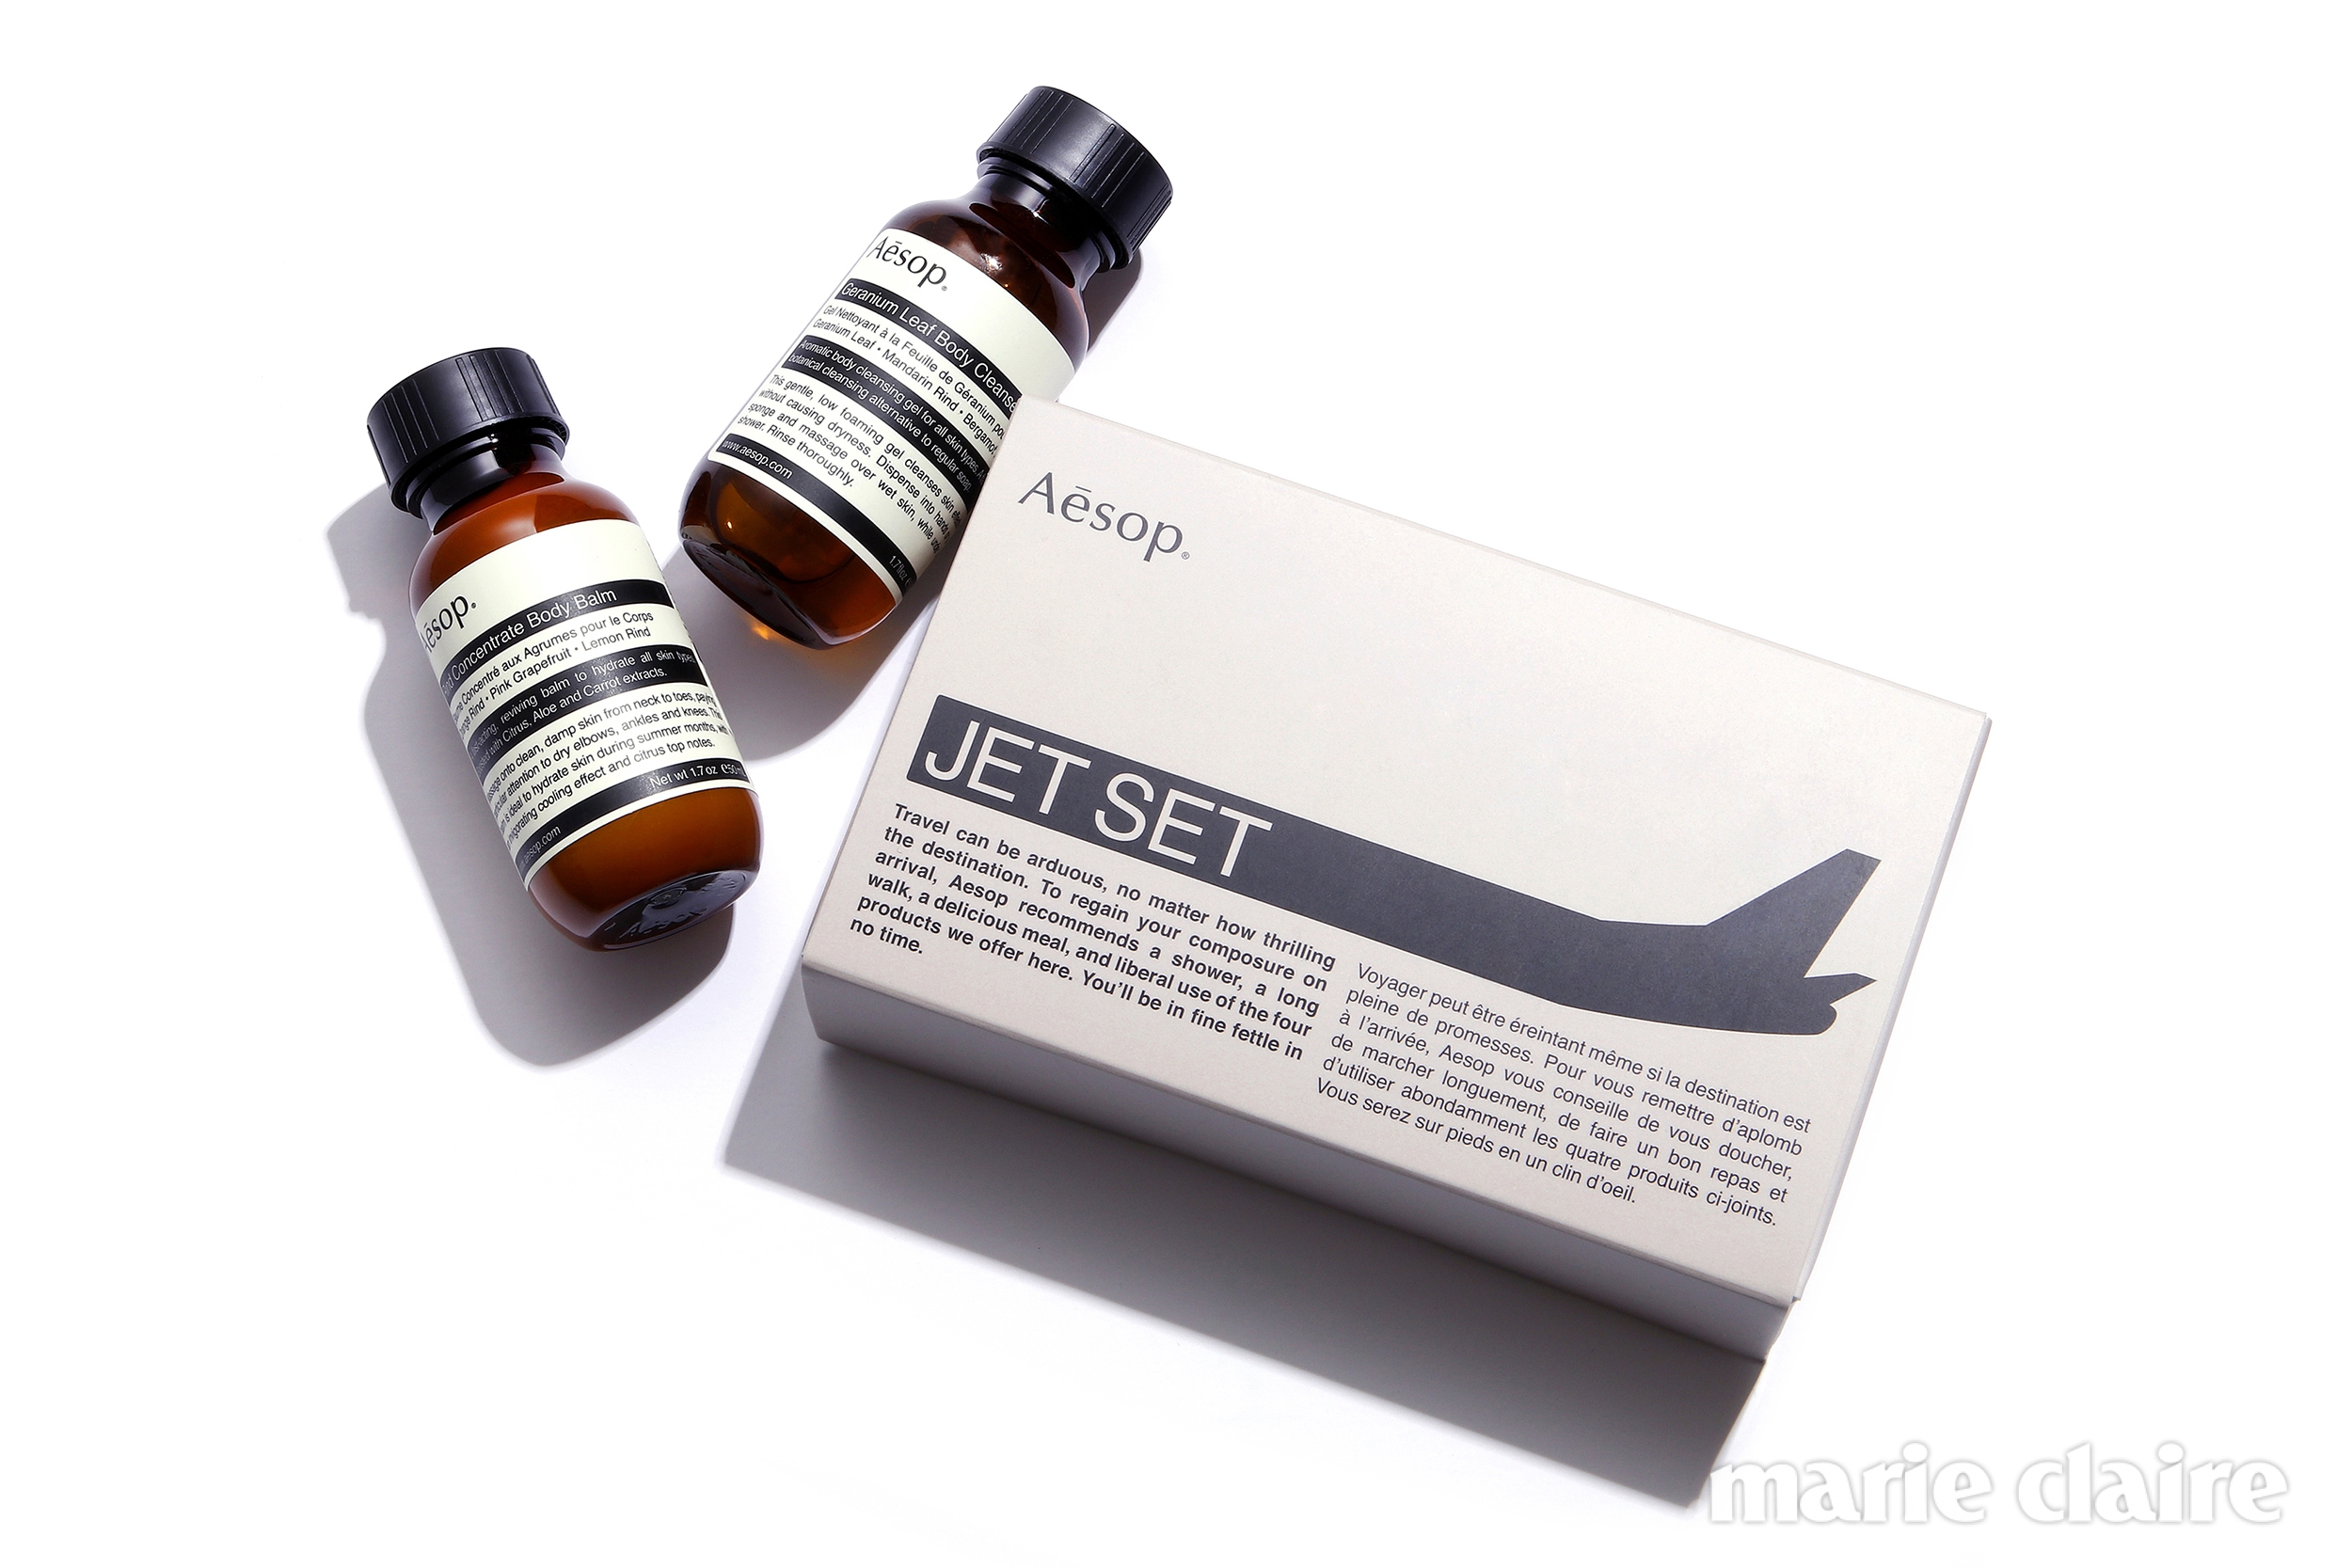 Aēsop.
Geranium Leaf Body Cleanse
Gel Nettoyant à la Feuille de Géranium
Geranium Leaf • Mandarin Rind • Bergamot
Aromatic body cleansing gel for all skin types. A
botanical cleansing alternative to regular soap.
This gentle, low foaming gel cleanses skin
without causing dryness. Dispense into hands
sponge and massage over wet skin, while
shower. Rinse thoroughly.
www.aesop.com
Aēsop.
Concentrate Body Balm
Concentré aux Agrumes pour le Corps
Rind • Pink Grapefruit • Lemon Rind
reviving balm to hydrate all skin types
with Citrus, Aloe and Carrot extracts.
onto clean, damp skin from neck to toes,
attention to dry elbows, ankles and knees. This
is ideal to hydrate skin during summer months, with
cooling effect and citrus top notes.
Net wt 1.7 oz ℮50
aesop.com
Aēsop®
JET SET
Travel can be arduous, no matter how thrilling
the destination. To regain your composure on
arrival, Aesop recommends a shower, a long
walk, a delicious meal, and liberal use of the four
products we offer here. You'll be in fine fettle in
no time.
Voyager peut être éreintant même si la destination est
pleine de promesses. Pour vous remettre d'aplomb
à l'arrivée, Aesop vous conseille de vous doucher,
de marcher longuement, de faire un bon repas et
d'utiliser abondamment les quatre produits ci-joints.
Vous serez sur pieds en un clin d'oeil.
marie claire